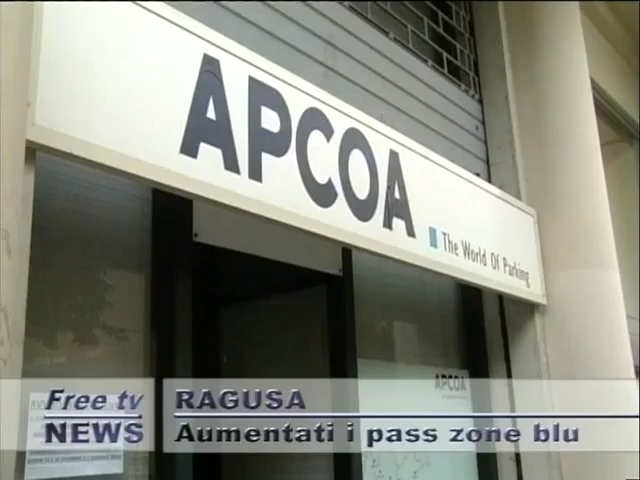 APCOA
The World Of Parking
APCOA
Free tv
NEWS
RAGUSA
Aumentati i pass zone blu